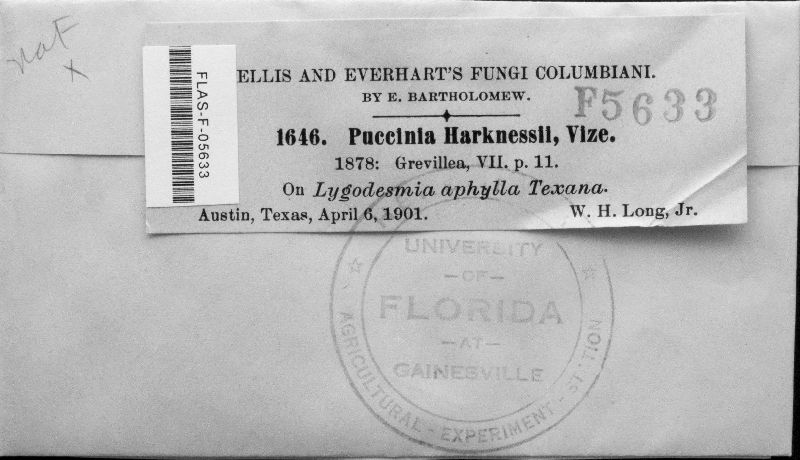 naF
x
FLAS-F-05633
ELLIS AND EVERHART'S FUNGI COLUMBIANI.
BY E. BARTHOLOMEW.
F5633
1646. Puccinia Harknessii, Vize.
1878: Grevillea, VII. p. 11.
On Lygodesmia aphylla Texana.
Austin, Texas, April 6, 1901. W. H. Long, Jr.
UNIVERSITY
—OF—
FLORIDA
—AT—
GAINESVILLE
AGRICULTURAL - EXPERIMENT - STATION